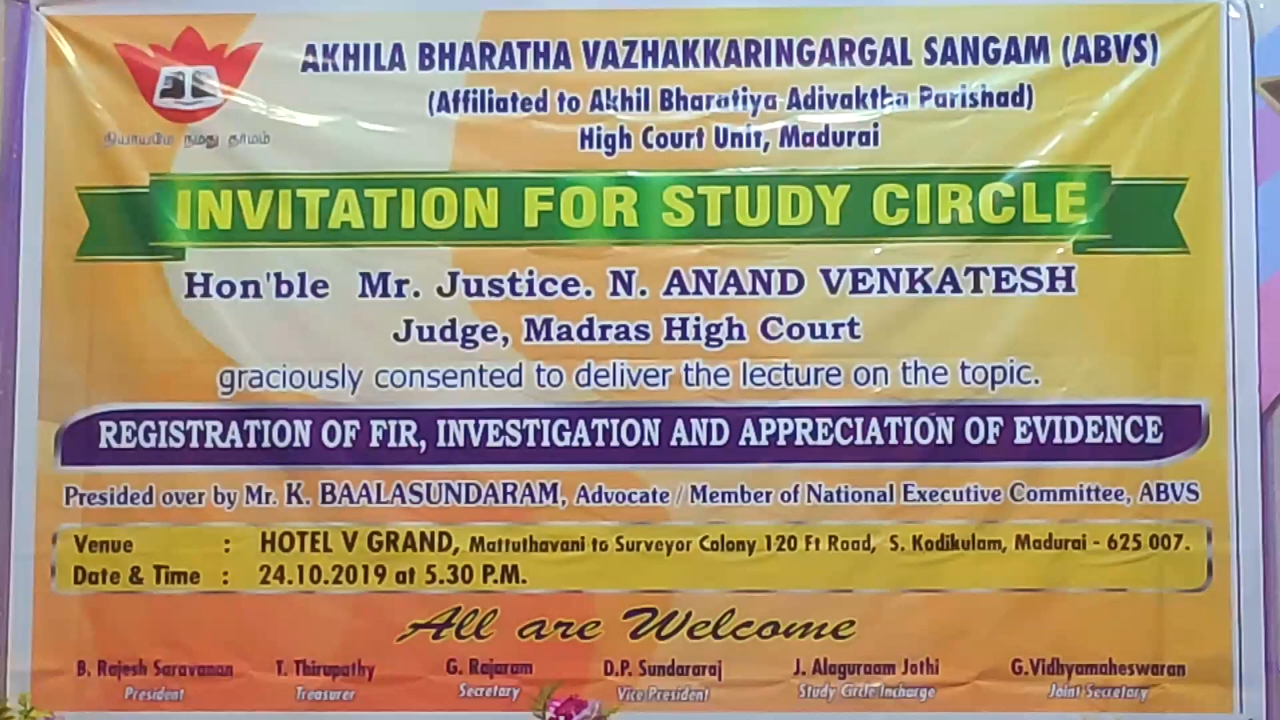 AKHILA BHARATHA VAZHAKKARINGARGAL SANGAM (ABVS)
(Affiliated to Akhil Bharatiya Adivaktha Parishad)
நியாயமே நமது தர்மம்
High Court Unit, Madurai
INVITATION FOR STUDY CIRCLE
Hon'ble Mr. Justice. N. ANAND VENKATESH
Judge, Madras High Court
graciously consented to deliver the lecture on the topic.
REGISTRATION OF FIR, INVESTIGATION AND APPRECIATION OF EVIDENCE
Presided over by Mr. K. BAALASUNDARAM, Advocate / Member of National Executive Committee, ABVS
Venue : HOTEL V GRAND, Mattuthavani to Surveyor Colony 120 Ft Road, S. Kodikulam, Madurai - 625 007.
Date & Time : 24.10.2019 at 5.30 P.M.
All are Welcome
B. Rajesh Saravanan T. Thirupathy G. Rajaram D.P. Sundararaj J. Alaguraam Jothi G.Vidhyamaheswaran
President Treasurer Secretary Vice President Study Circle Incharge Joint Secretary